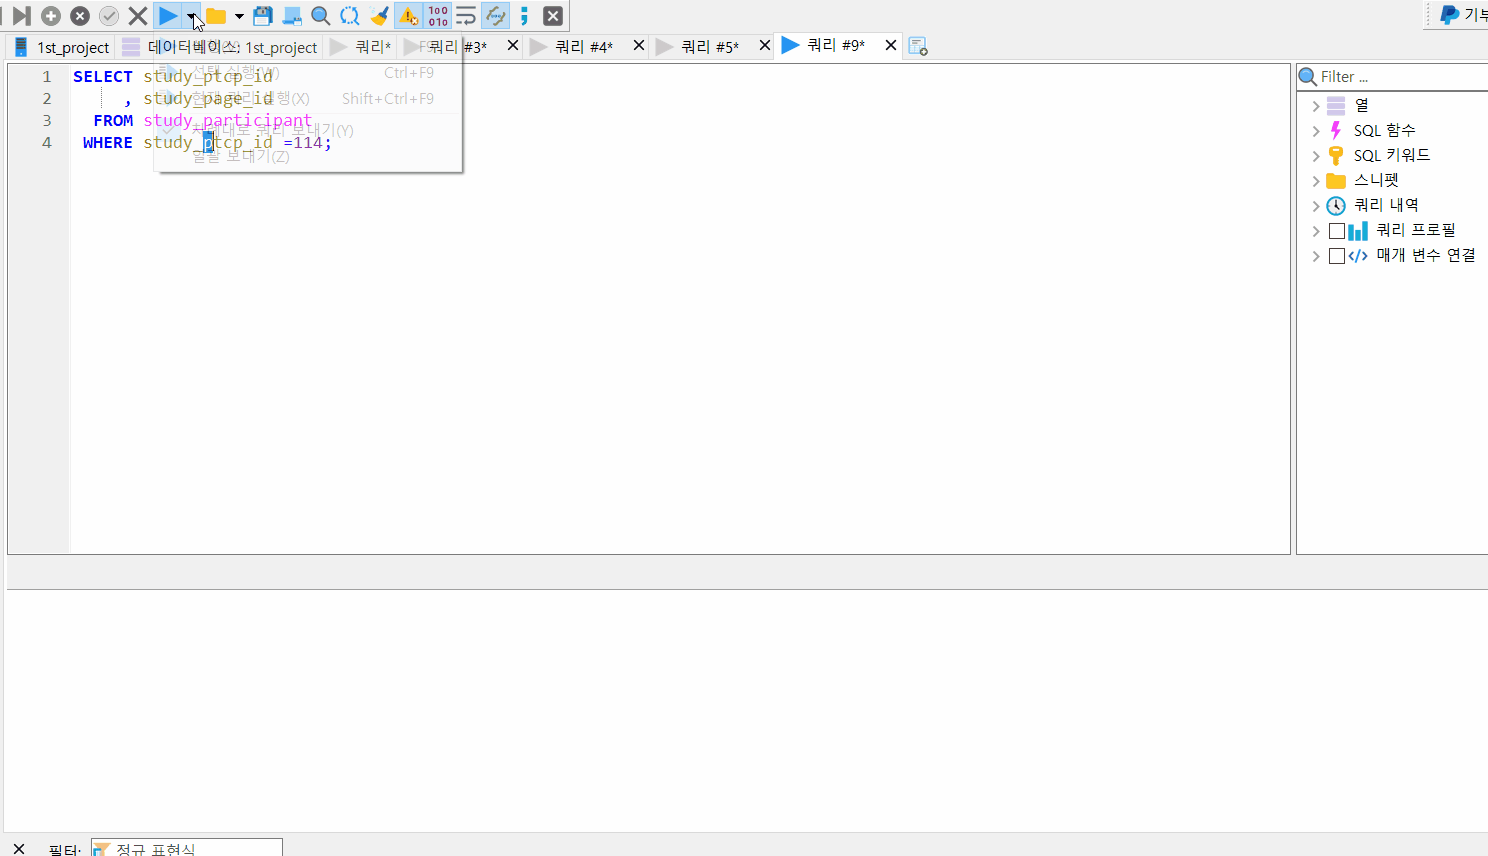 기부
1st_project 데이터베이스: 1st_project 쿼리* 쿼리 #3* 쿼리 #4* 쿼리 #5* 쿼리 #9*
F9
선택 실행(W) Ctrl+F9
현재 쿼리 실행(X) Shift+Ctrl+F9
차례대로 쿼리 보내기(Y)
일괄 보내기(Z)
1 SELECT study_ptcp_id
2 , study_page_id
3 FROM study_participant
4 WHERE study_ptcp_id =114;
Filter ...
열
SQL 함수
SQL 키워드
스니펫
쿼리 내역
쿼리 프로필
매개 변수 연결
필터: 정규 표현식